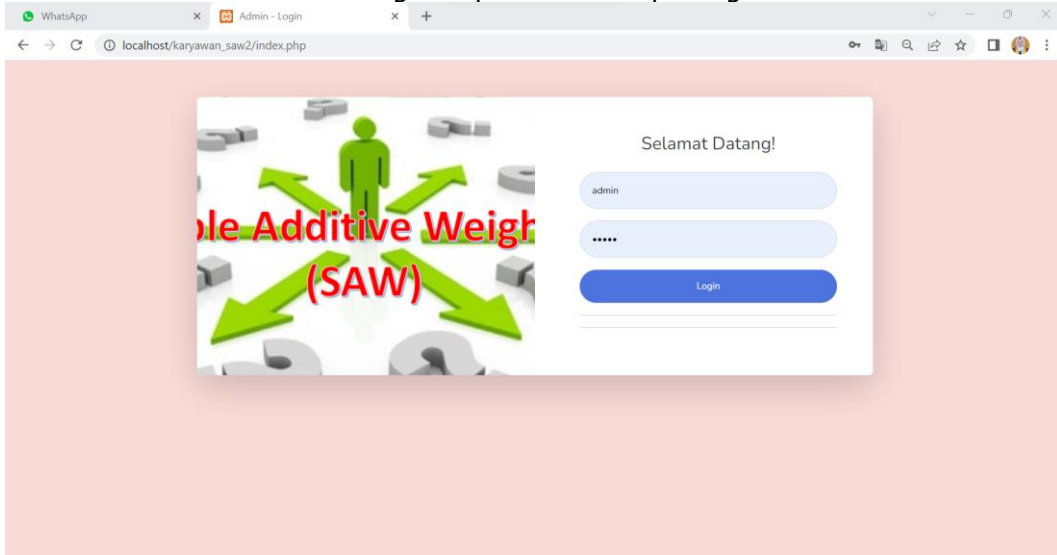 WhatsApp
Admin - Login
localhost/karyawan_saw2/index.php
ple Additive Weigh
(SAW)
Selamat Datang!
admin
•••••
Login